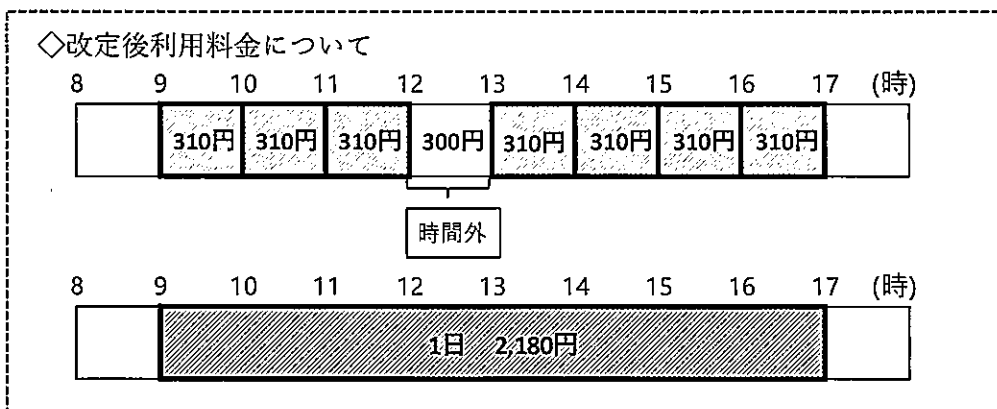 ◇改定後利用料金について
8 9 10 11 12 13 14 15 16 17 (時)
310円 310円 310円 300円 310円 310円 310円 310円
時間外
8 9 10 11 12 13 14 15 16 17 (時)
1日 2,180円